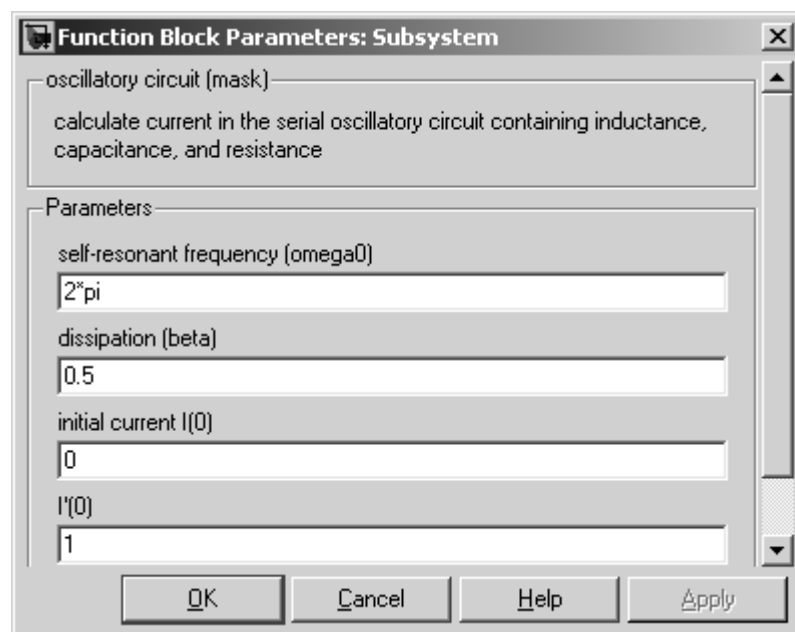 Function Block Parameters: Subsystem
oscillatory circuit (mask)
calculate current in the serial oscillatory circuit containing inductance,
capacitance, and resistance
Parameters
self-resonant frequency (omega0)
2*pi
dissipation (beta)
0.5
initial current I(0)
0
I'(0)
1
OK Cancel Help Apply